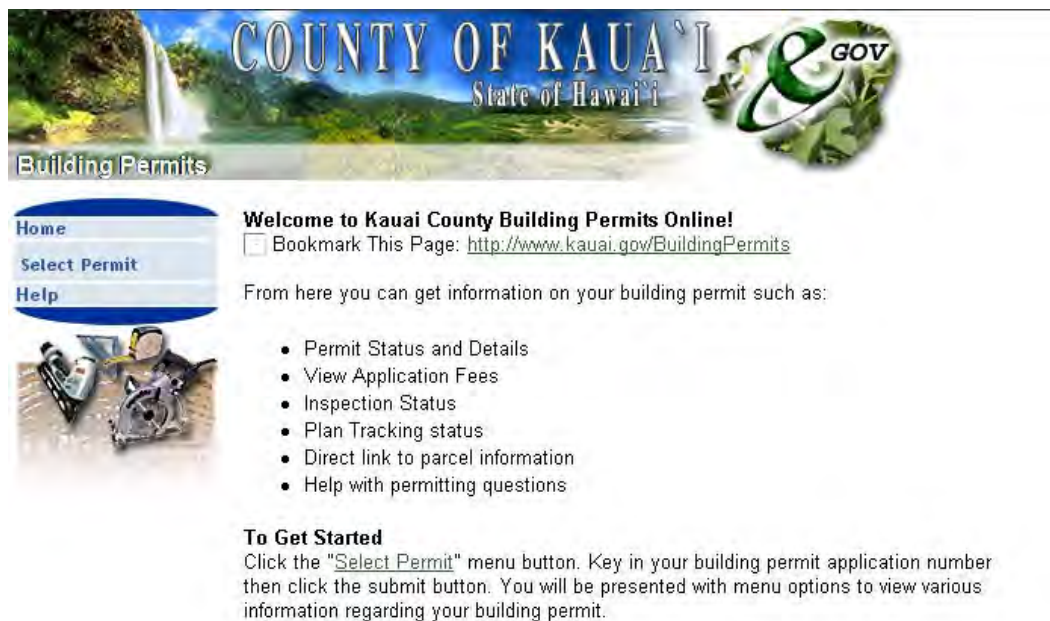 COUNTY OF KAUA`I
State of Hawai`i
e GOV
Building Permits
Home
Select Permit
Help
Welcome to Kauai County Building Permits Online!
Bookmark This Page: http://www.kauai.gov/BuildingPermits
From here you can get information on your building permit such as:
• Permit Status and Details
• View Application Fees
• Inspection Status
• Plan Tracking status
• Direct link to parcel information
• Help with permitting questions
To Get Started
Click the "Select Permit" menu button. Key in your building permit application number
then click the submit button. You will be presented with menu options to view various
information regarding your building permit.